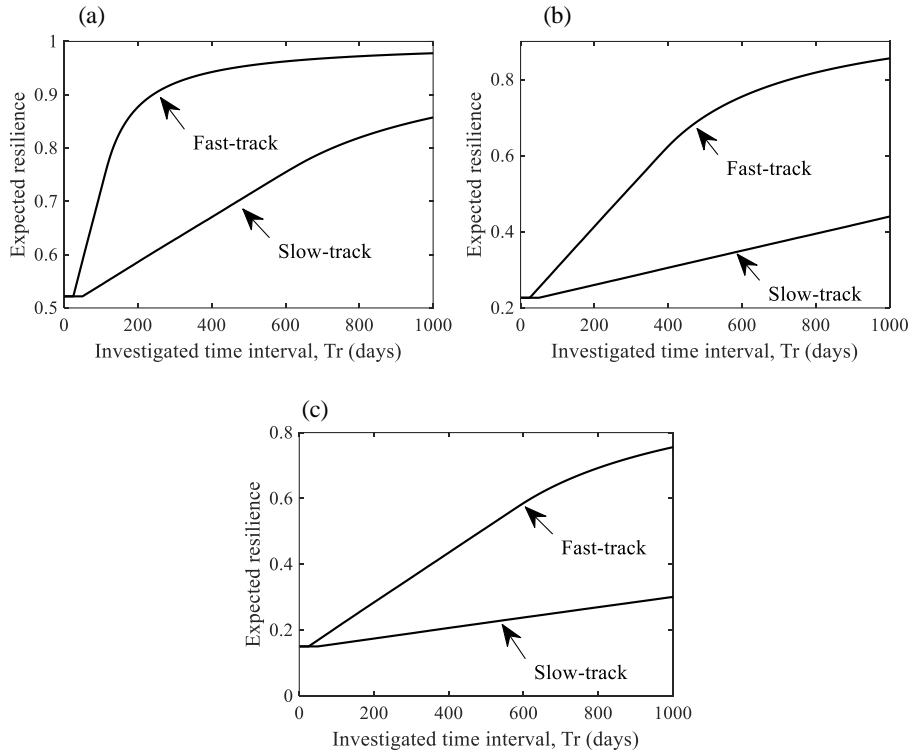 (a)
1
0.9
0.8
0.7
0.6
0.5
Expected resilience
Fast-track
Slow-track
0 200 400 600 800 1000
Investigated time interval, Tr (days)
(b)
0.8
0.6
0.4
0.2
Expected resilience
Fast-track
Slow-track
0 200 400 600 800 1000
Investigated time interval, Tr (days)
(c)
0.8
0.6
0.4
0.2
0
Expected resilience
Fast-track
Slow-track
0 200 400 600 800 1000
Investigated time interval, Tr (days)